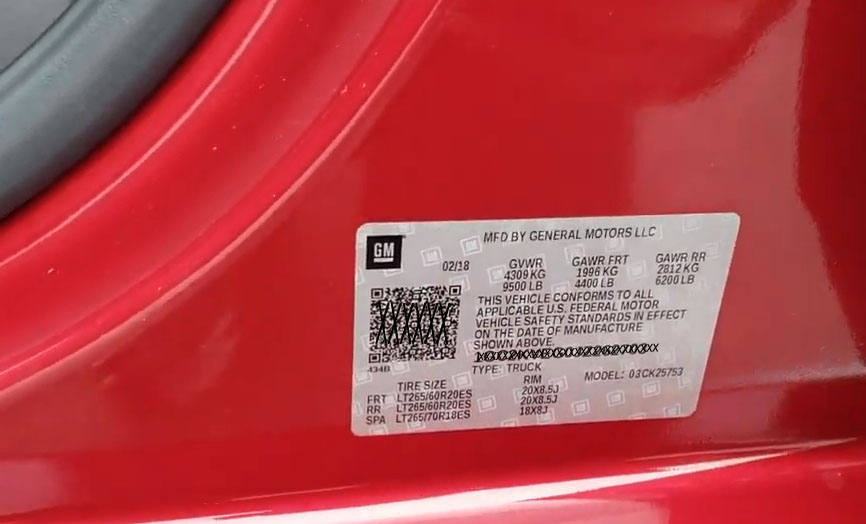 GM
MFD BY GENERAL MOTORS LLC
02/18 GVWR GAWR FRT GAWR RR
4309 KG 1996 KG 2812 KG
9500 LB 4400 LB 6200 LB
THIS VEHICLE CONFORMS TO ALL
APPLICABLE U.S. FEDERAL MOTOR
VEHICLE SAFETY STANDARDS IN EFFECT
ON THE DATE OF MANUFACTURE
SHOWN ABOVE.
434B
TYPE: TRUCK MODEL: 03CK25753
TIRE SIZE RIM
FRT LT265/60R20ES 20X8.5J
RR LT265/60R20ES 20X8.5J
SPA LT265/70R18ES 18X8J